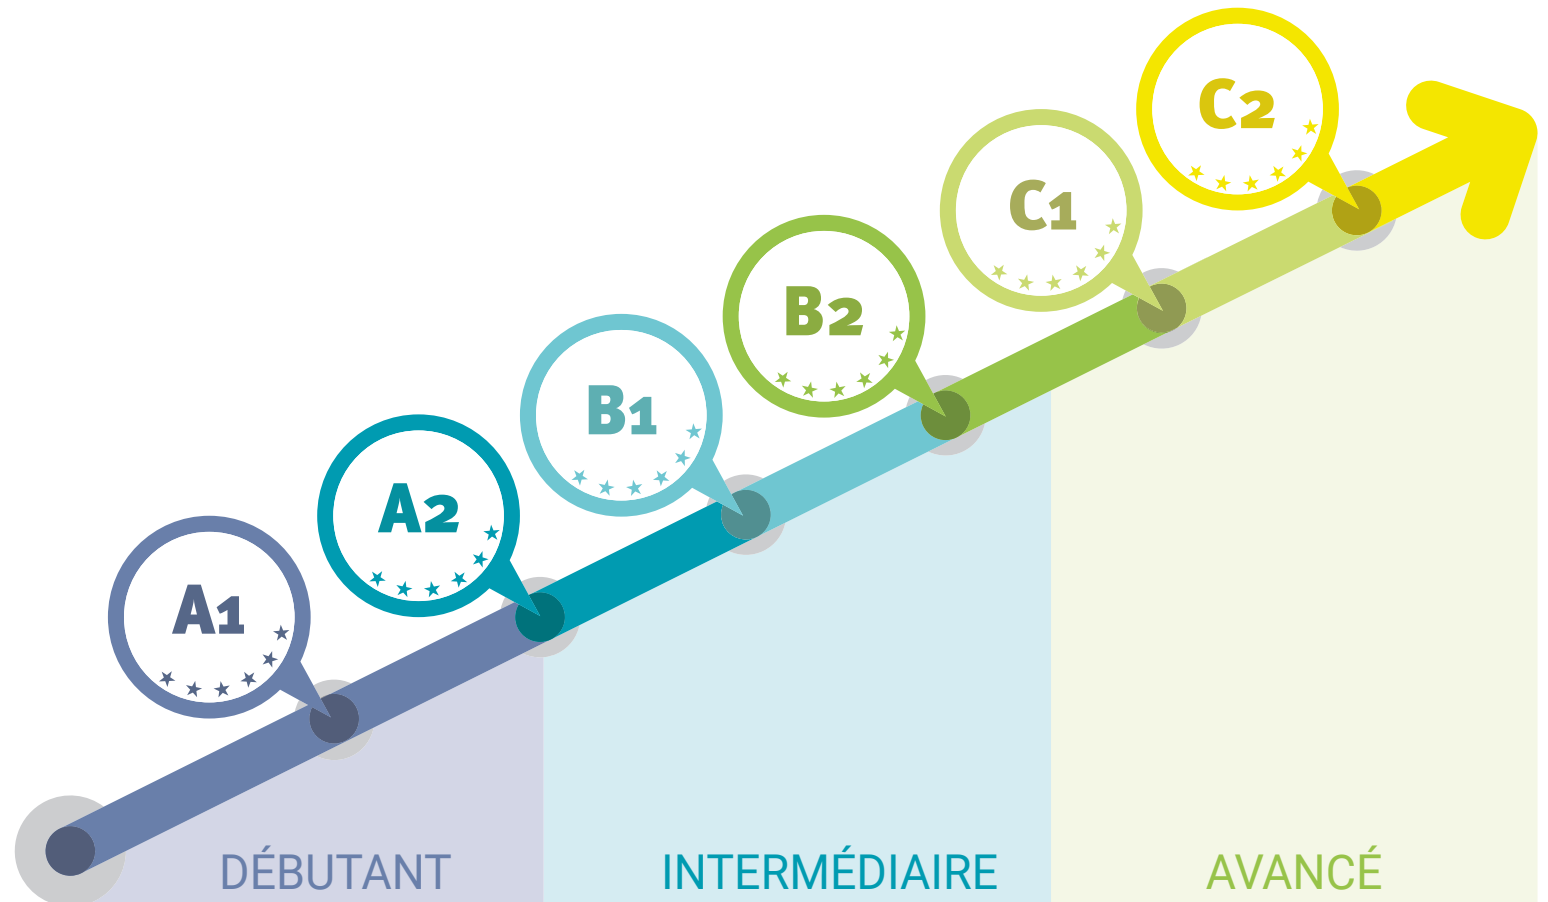 C2
C1
B2
B1
A2
A1
DÉBUTANT
INTERMÉDIAIRE
AVANCÉ